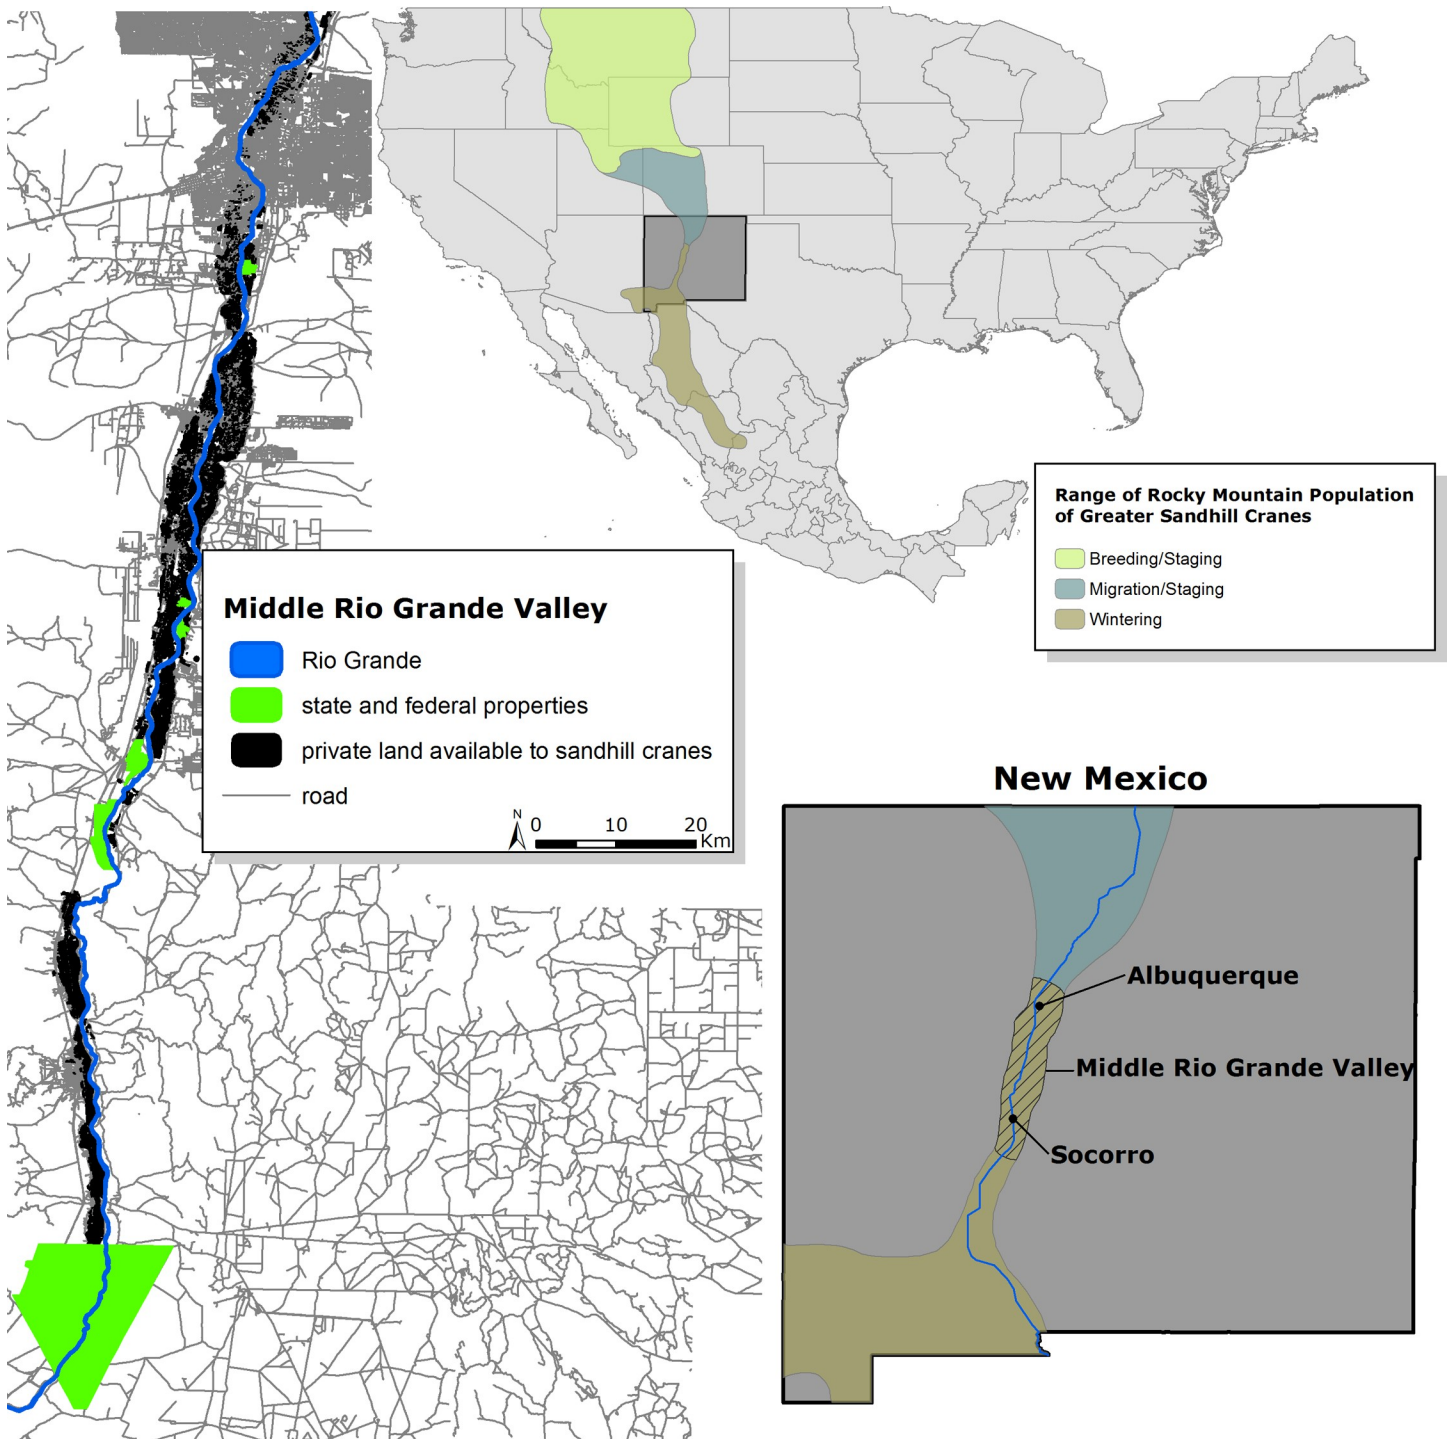 Range of Rocky Mountain Population
of Greater Sandhill Cranes
Breeding/Staging
Migration/Staging
Wintering
Middle Rio Grande Valley
Rio Grande
state and federal properties
private land available to sandhill cranes
road
N
0 10 20
Km
New Mexico
Albuquerque
Middle Rio Grande Valley
Socorro